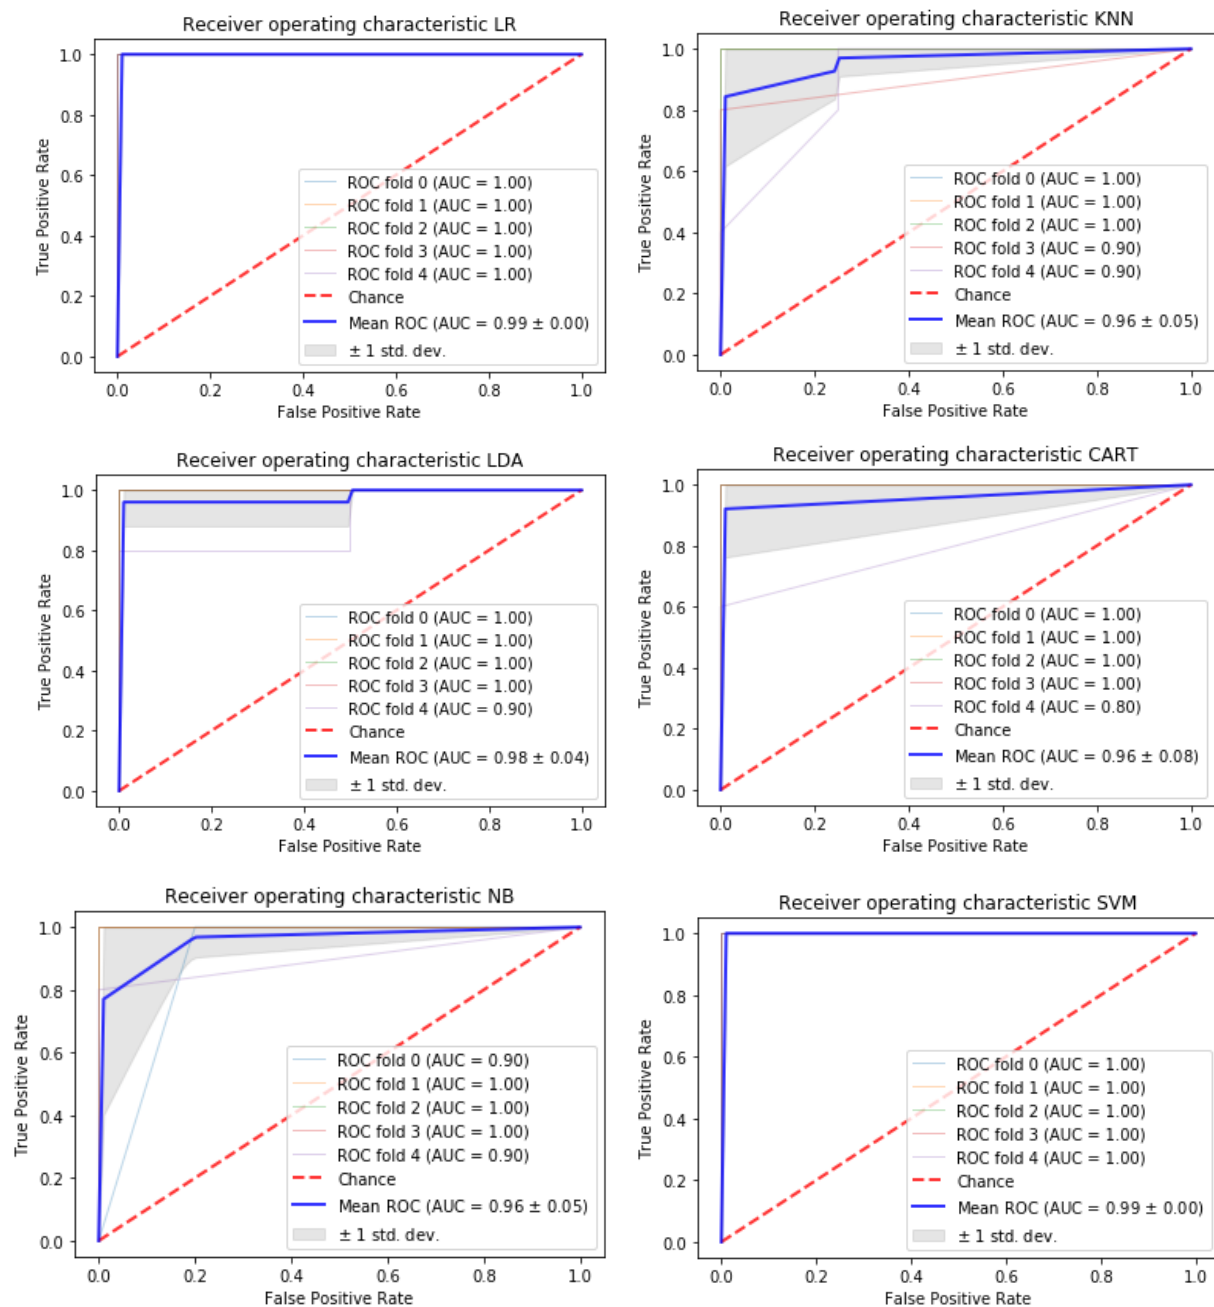 Receiver operating characteristic LR
True Positive Rate
1.0
0.8
0.6
0.4
0.2
0.0
ROC fold 0 (AUC = 1.00)
ROC fold 1 (AUC = 1.00)
ROC fold 2 (AUC = 1.00)
ROC fold 3 (AUC = 1.00)
ROC fold 4 (AUC = 1.00)
Chance
Mean ROC (AUC = 0.99 ± 0.00)
± 1 std. dev.
0.0 0.2 0.4 0.6 0.8 1.0
False Positive Rate
Receiver operating characteristic KNN
True Positive Rate
1.0
0.8
0.6
0.4
0.2
0.0
ROC fold 0 (AUC = 1.00)
ROC fold 1 (AUC = 1.00)
ROC fold 2 (AUC = 1.00)
ROC fold 3 (AUC = 0.90)
ROC fold 4 (AUC = 0.90)
Chance
Mean ROC (AUC = 0.96 ± 0.05)
± 1 std. dev.
0.0 0.2 0.4 0.6 0.8 1.0
False Positive Rate
Receiver operating characteristic LDA
True Positive Rate
1.0
0.8
0.6
0.4
0.2
0.0
ROC fold 0 (AUC = 1.00)
ROC fold 1 (AUC = 1.00)
ROC fold 2 (AUC = 1.00)
ROC fold 3 (AUC = 1.00)
ROC fold 4 (AUC = 0.90)
Chance
Mean ROC (AUC = 0.98 ± 0.04)
± 1 std. dev.
0.0 0.2 0.4 0.6 0.8 1.0
False Positive Rate
Receiver operating characteristic CART
True Positive Rate
1.0
0.8
0.6
0.4
0.2
0.0
ROC fold 0 (AUC = 1.00)
ROC fold 1 (AUC = 1.00)
ROC fold 2 (AUC = 1.00)
ROC fold 3 (AUC = 1.00)
ROC fold 4 (AUC = 0.80)
Chance
Mean ROC (AUC = 0.96 ± 0.08)
± 1 std. dev.
0.0 0.2 0.4 0.6 0.8 1.0
False Positive Rate
Receiver operating characteristic NB
True Positive Rate
1.0
0.8
0.6
0.4
0.2
0.0
ROC fold 0 (AUC = 0.90)
ROC fold 1 (AUC = 1.00)
ROC fold 2 (AUC = 1.00)
ROC fold 3 (AUC = 1.00)
ROC fold 4 (AUC = 0.90)
Chance
Mean ROC (AUC = 0.96 ± 0.05)
± 1 std. dev.
0.0 0.2 0.4 0.6 0.8 1.0
False Positive Rate
Receiver operating characteristic SVM
True Positive Rate
1.0
0.8
0.6
0.4
0.2
0.0
ROC fold 0 (AUC = 1.00)
ROC fold 1 (AUC = 1.00)
ROC fold 2 (AUC = 1.00)
ROC fold 3 (AUC = 1.00)
ROC fold 4 (AUC = 1.00)
Chance
Mean ROC (AUC = 0.99 ± 0.00)
± 1 std. dev.
0.0 0.2 0.4 0.6 0.8 1.0
False Positive Rate